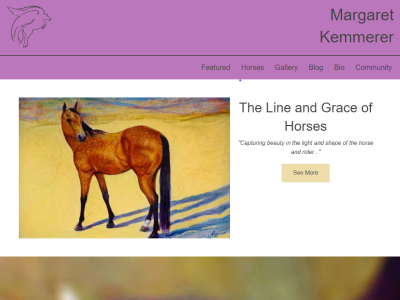 Margaret
Kemmerer
Featured Horses Gallery Blog Bio Community
The Line and Grace of
Horses
"Capturing beauty in the light and shape of the horse
and rider..."
See More